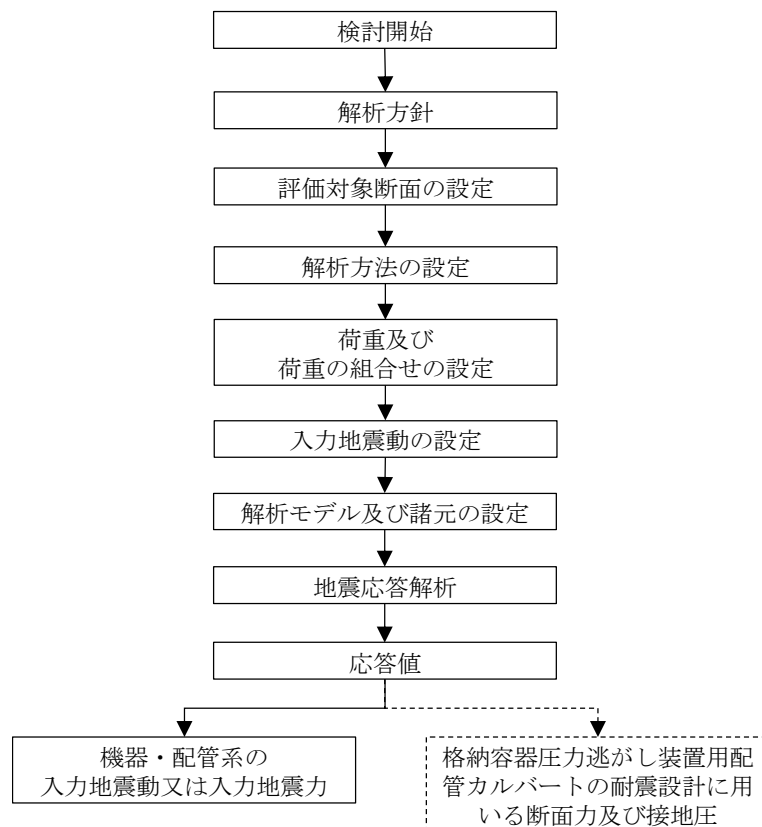 検討開始
解析方針
評価対象断面の設定
解析方法の設定
荷重及び
荷重の組合せの設定
入力地震動の設定
解析モデル及び諸元の設定
地震応答解析
応答値
機器・配管系の
入力地震動又は入力地震力
格納容器圧力逃がし装置用配
管カルバートの耐震設計に用
いる断面力及び接地圧